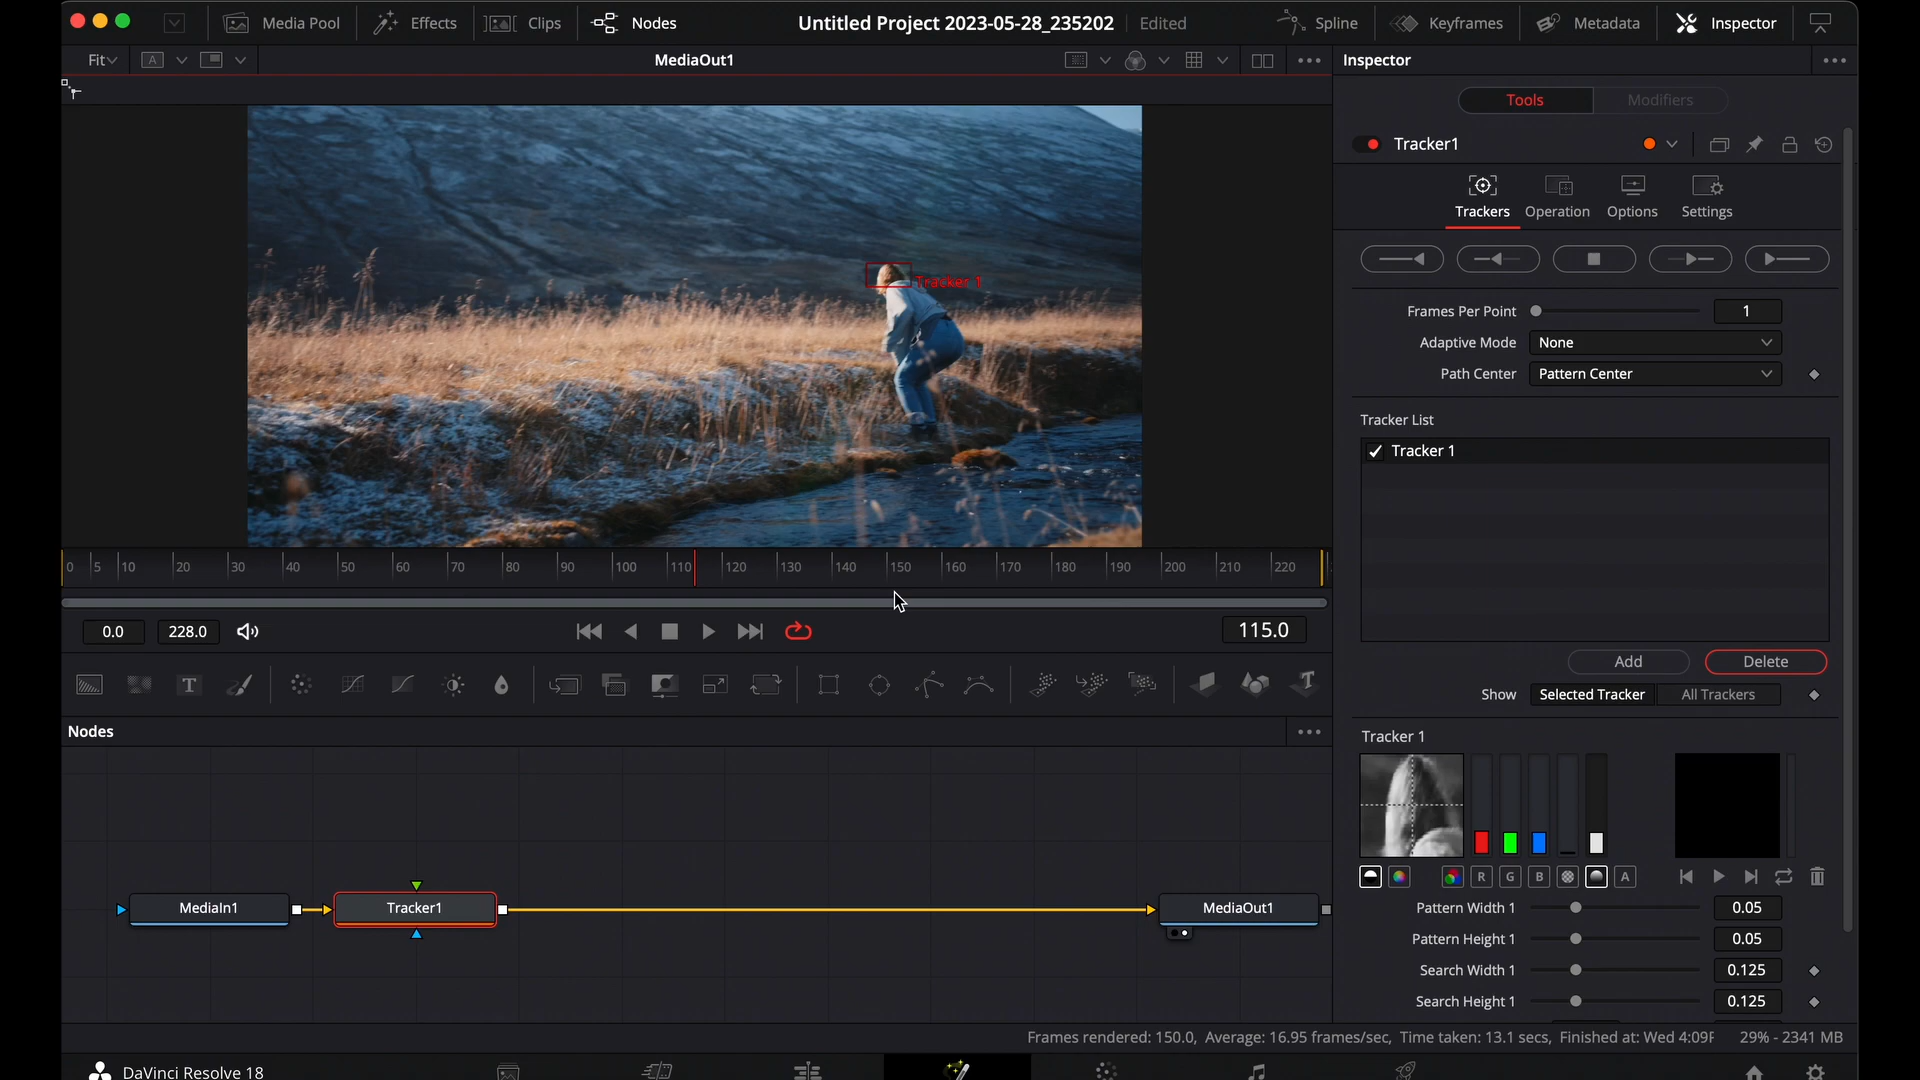 Media Pool
Effects
Clips
Nodes
Untitled Project 2023-05-28_235202
Edited
Spline
Keyframes
Metadata
Inspector
Fit
A
MediaOut1
Inspector
Tools
Modifiers
Tracker1
Trackers
Operation
Options
Settings
Tracker 1
Frames Per Point
1
Adaptive Mode
None
Path Center
Pattern Center
Tracker List
Tracker 1
0 5 10 20 30 40 50 60 70 80 90 100 110 120 130 140 150 160 170 180 190 200 210 220
0.0
228.0
115.0
T
T
Add
Delete
Show
Selected Tracker
All Trackers
Nodes
Tracker 1
R G B A
MediaIn1
Tracker1
MediaOut1
Pattern Width 1
0.05
Pattern Height 1
0.05
Search Width 1
0.125
Search Height 1
0.125
Frames rendered: 150.0, Average: 16.95 frames/sec, Time taken: 13.1 secs, Finished at: Wed 4:09P
29% - 2341 MB
DaVinci Resolve 18